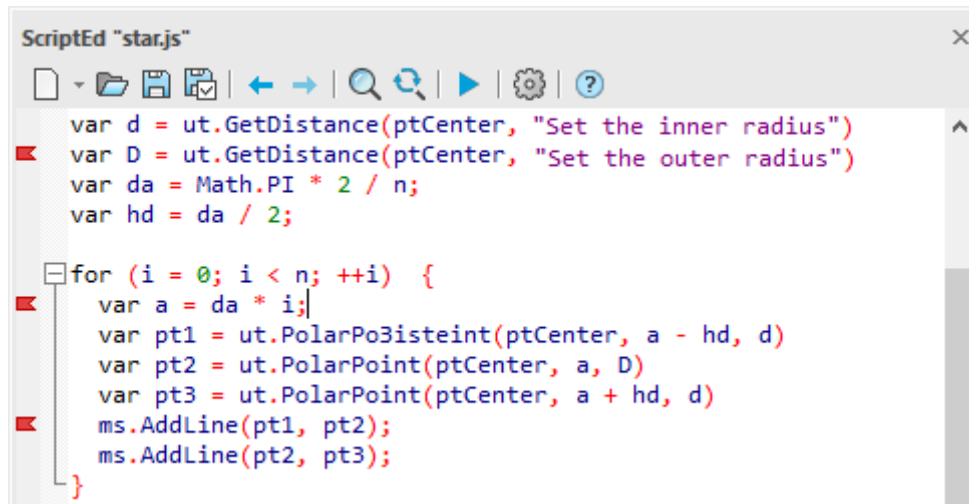 ScriptEd "star.js"
var d = ut.GetDistance(ptCenter, "Set the inner radius")
var D = ut.GetDistance(ptCenter, "Set the outer radius")
var da = Math.PI * 2 / n;
var hd = da / 2;
for (i = 0; i < n; ++i)  {
var a = da * i;
var pt1 = ut.PolarPo3isteint(ptCenter, a - hd, d)
var pt2 = ut.PolarPoint(ptCenter, a, D)
var pt3 = ut.PolarPoint(ptCenter, a + hd, d)
ms.AddLine(pt1, pt2);
ms.AddLine(pt2, pt3);
}